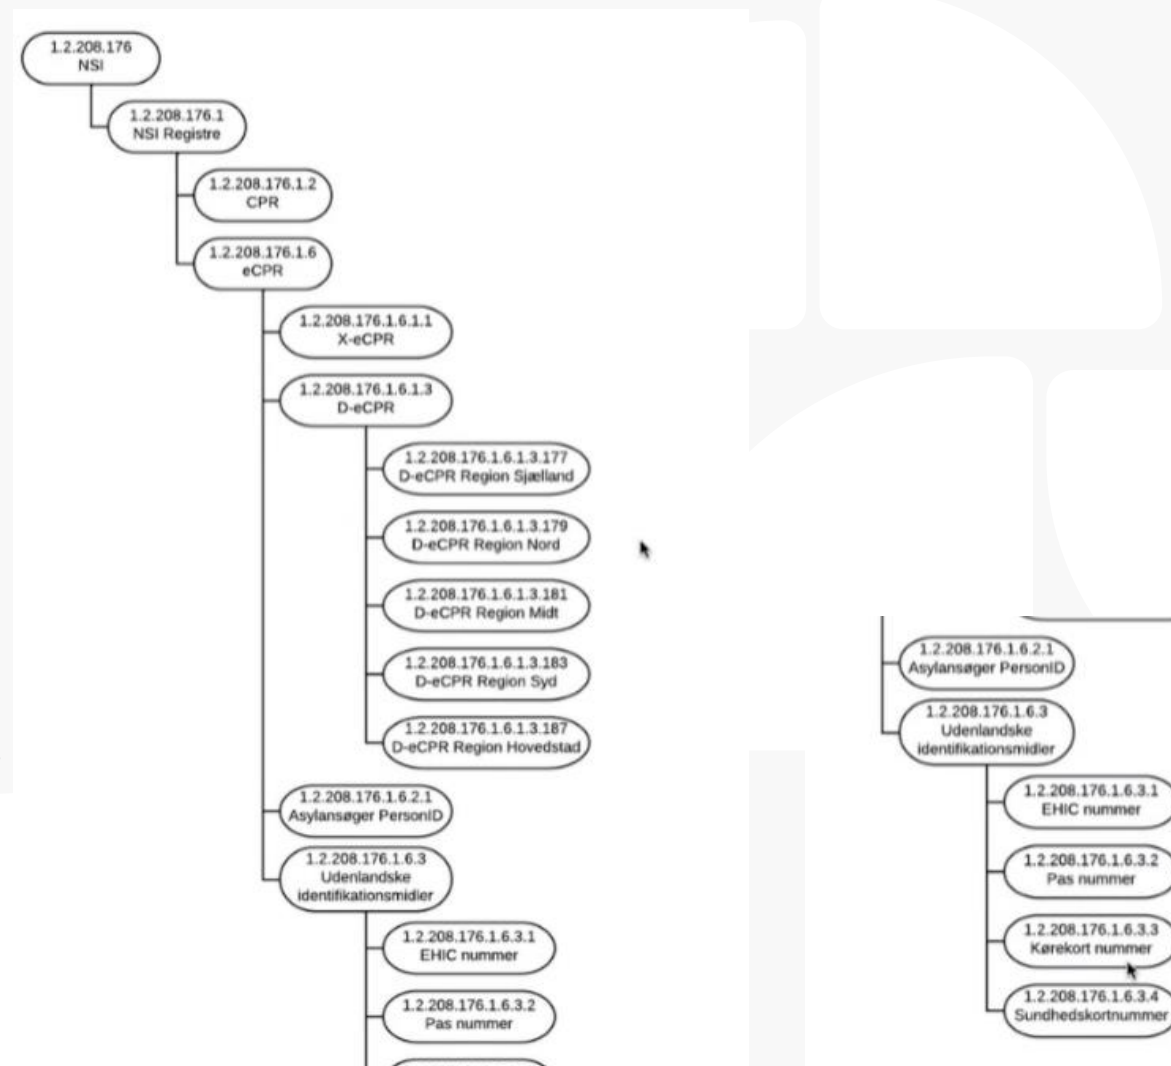 1.2.208.176
NSI
1.2.208.176.1
NSI Registre
1.2.208.176.1.2
CPR
1.2.208.176.1.6
eCPR
1.2.208.176.1.6.1.1
X-eCPR
1.2.208.176.1.6.1.3
D-eCPR
1.2.208.176.1.6.1.3.177
D-eCPR Region Sjælland
1.2.208.176.1.6.1.3.179
D-eCPR Region Nord
1.2.208.176.1.6.1.3.181
D-eCPR Region Midt
1.2.208.176.1.6.1.3.183
D-eCPR Region Syd
1.2.208.176.1.6.1.3.187
D-eCPR Region Hovedstad
1.2.208.176.1.6.2.1
Asylansøger PersonID
1.2.208.176.1.6.3
Udenlandske
identifikationsmidler
1.2.208.176.1.6.3.1
EHIC nummer
1.2.208.176.1.6.3.2
Pas nummer
1.2.208.176.1.6.2.1
Asylansøger PersonID
1.2.208.176.1.6.3
Udenlandske
identifikationsmidler
1.2.208.176.1.6.3.1
EHIC nummer
1.2.208.176.1.6.3.2
Pas nummer
1.2.208.176.1.6.3.3
Kørekort nummer
1.2.208.176.1.6.3.4
Sundhedskortnummer